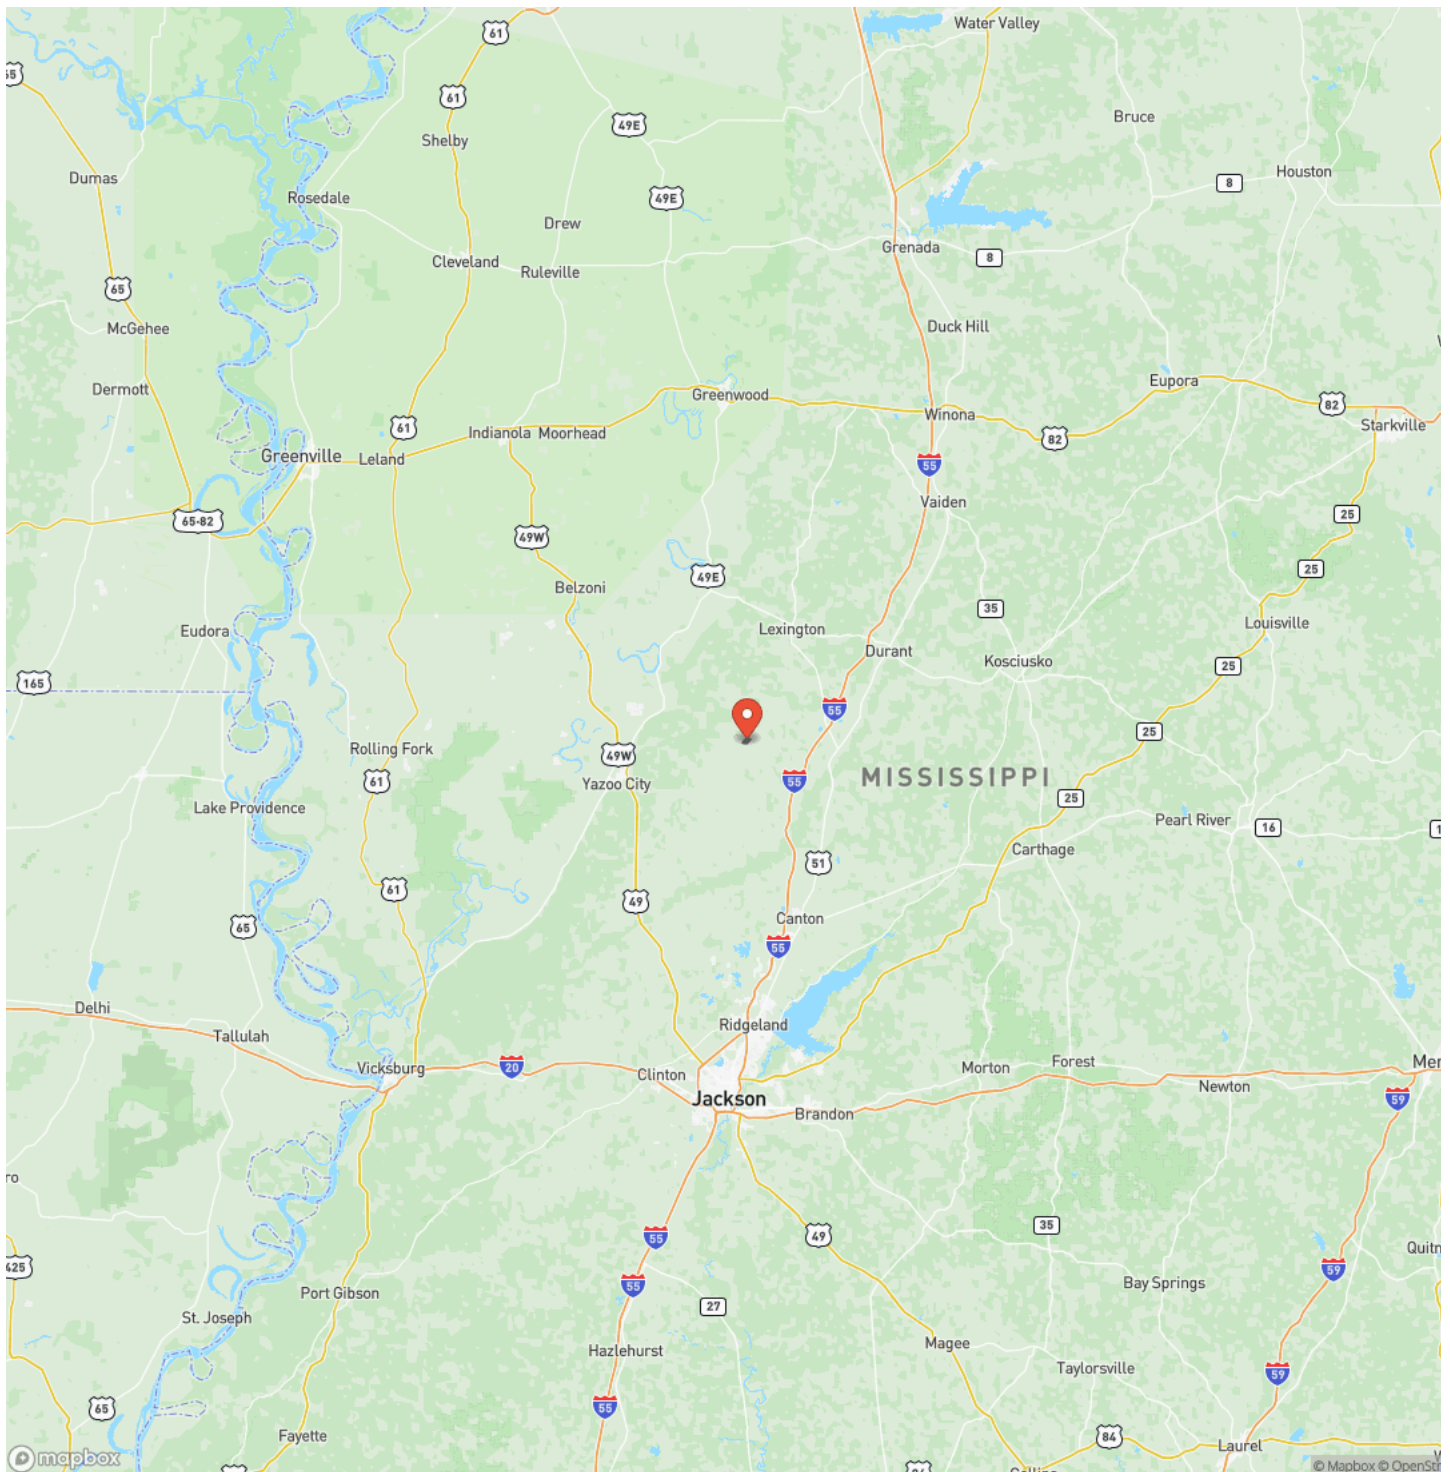 Water Valley
61
55
61
49E
Shelby
Bruce
Dumas
49E
8
Houston
Rosedale
Drew
Grenada
8
Cleveland
Ruleville
65
McGehee
Duck Hill
Dermott
Eupora
Greenwood
82
Winona
61
Starkville
Indianola
Moorhead
82
Greenville
Leland
55
Vaiden
65-82
25
49W
25
49E
Belzoni
35
Eudora
Lexington
Louisville
Durant
Kosciusko
25
165
55
25
Rolling Fork
49W
MISSISSIPPI
61
Yazoo City
55
25
Lake Providence
Pearl River
16
Carthage
51
61
49
Canton
65
55
Delhi
Ridgeland
Tallulah
Vicksburg
20
Clinton
Morton
Forest
Newton
Jackson
59
Brandon
35
55
49
425
59
55
Bay Springs
Port Gibson
27
St. Joseph
Magee
Hazlehurst
Taylorsville
59
65
55
Fayette
84
Laurel
mapbox
© Mapbox © OpenStr